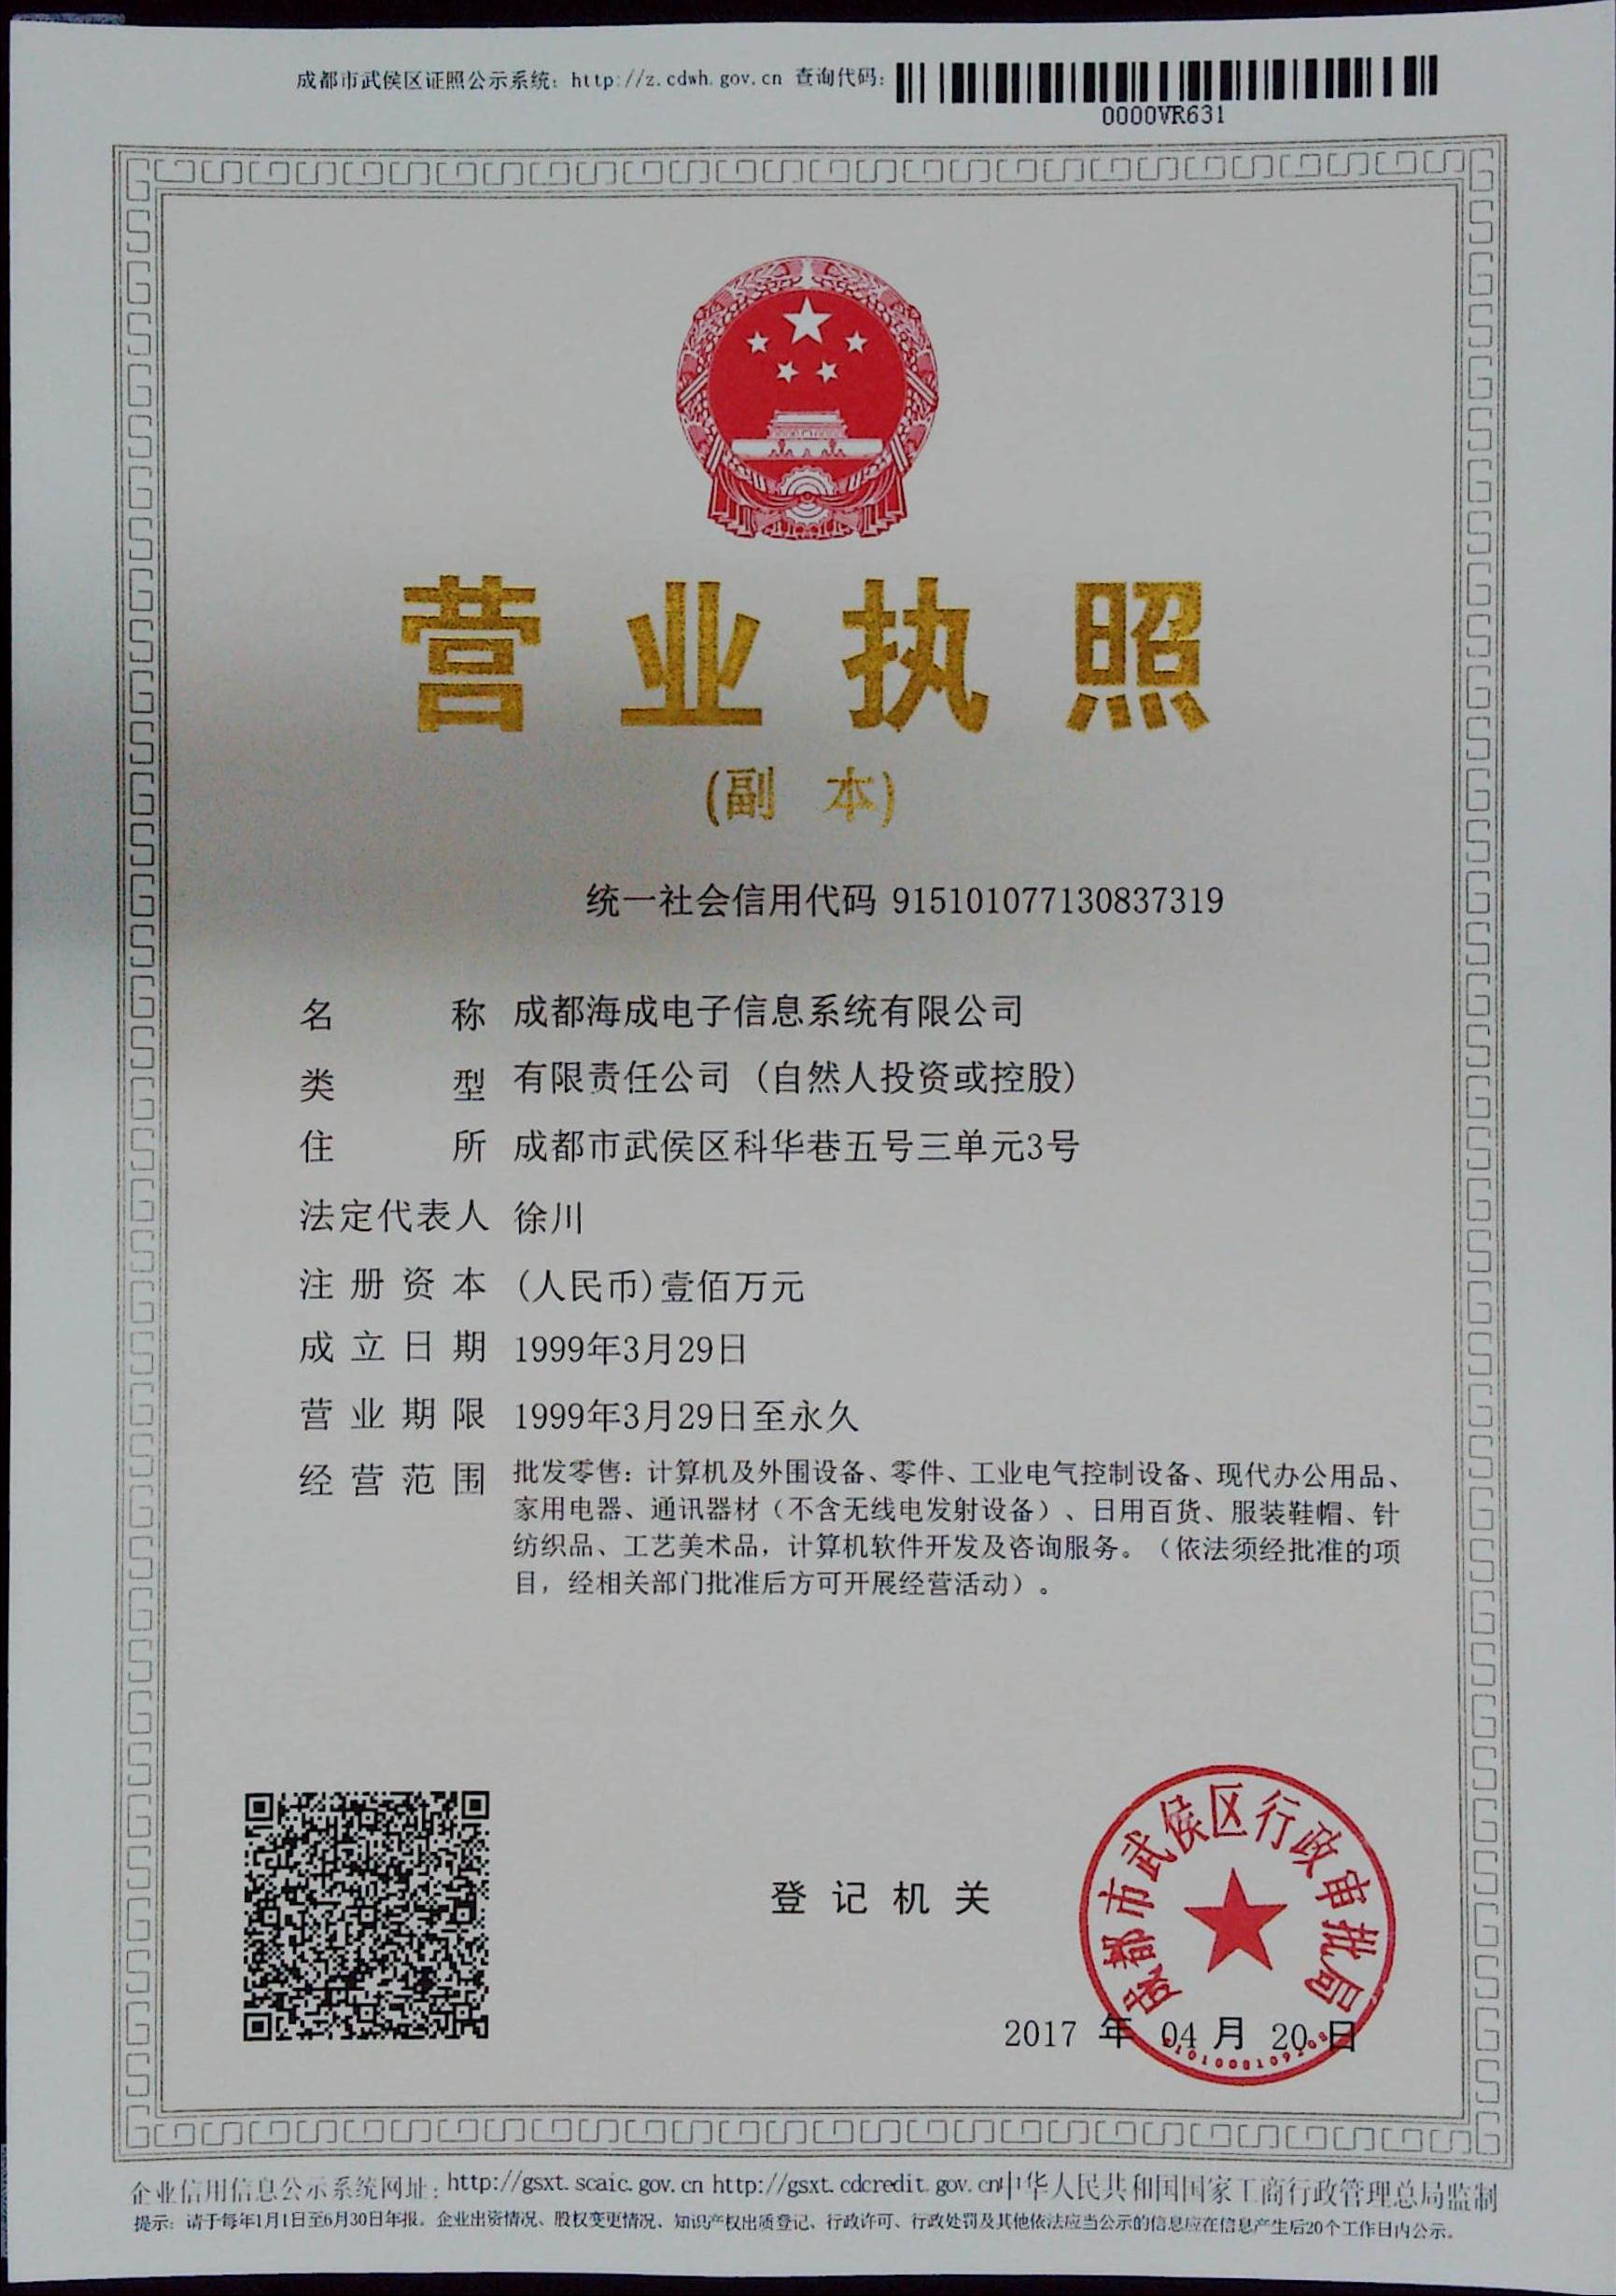 成都市武侯区证照公示系统: http://z.cdwh.gov.cn 查询代码:
0000VR631
营业执照
(副 本)
统一社会信用代码 915101077130837319
名 称 成都海成电子信息系统有限公司
类 型 有限责任公司（自然人投资或控股）
住 所 成都市武侯区科华巷五号三单元3号
法定代表人 徐川
注册资本 (人民币)壹佰万元
成立日期 1999年3月29日
营业期限 1999年3月29日至永久
经营范围 批发零售：计算机及外围设备、零件、工业电气控制设备、现代办公用品、
家用电器、通讯器材（不含无线电发射设备）、日用百货、服装鞋帽、针
纺织品、工艺美术品，计算机软件开发及咨询服务。（依法须经批准的项
目，经相关部门批准后方可开展经营活动）。
登记机关
成都市武侯区行政审批局
2017 年 04 月 20 日
企业信用信息公示系统网址: http://gsxt.scaic.gov.cn http://gsxt.cdcredit.gov.cn中华人民共和国国家工商行政管理总局监制
提示: 请于每年1月1日至6月30日年报。企业出资情况、股权变更情况、知识产权出质登记、行政许可、行政处罚及其他依法应当公示的信息应在信息产生后20个工作日内公示。